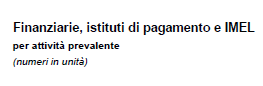 Finanziarie, istituti di pagamento e IMEL
per attività prevalente
(numeri in unità)